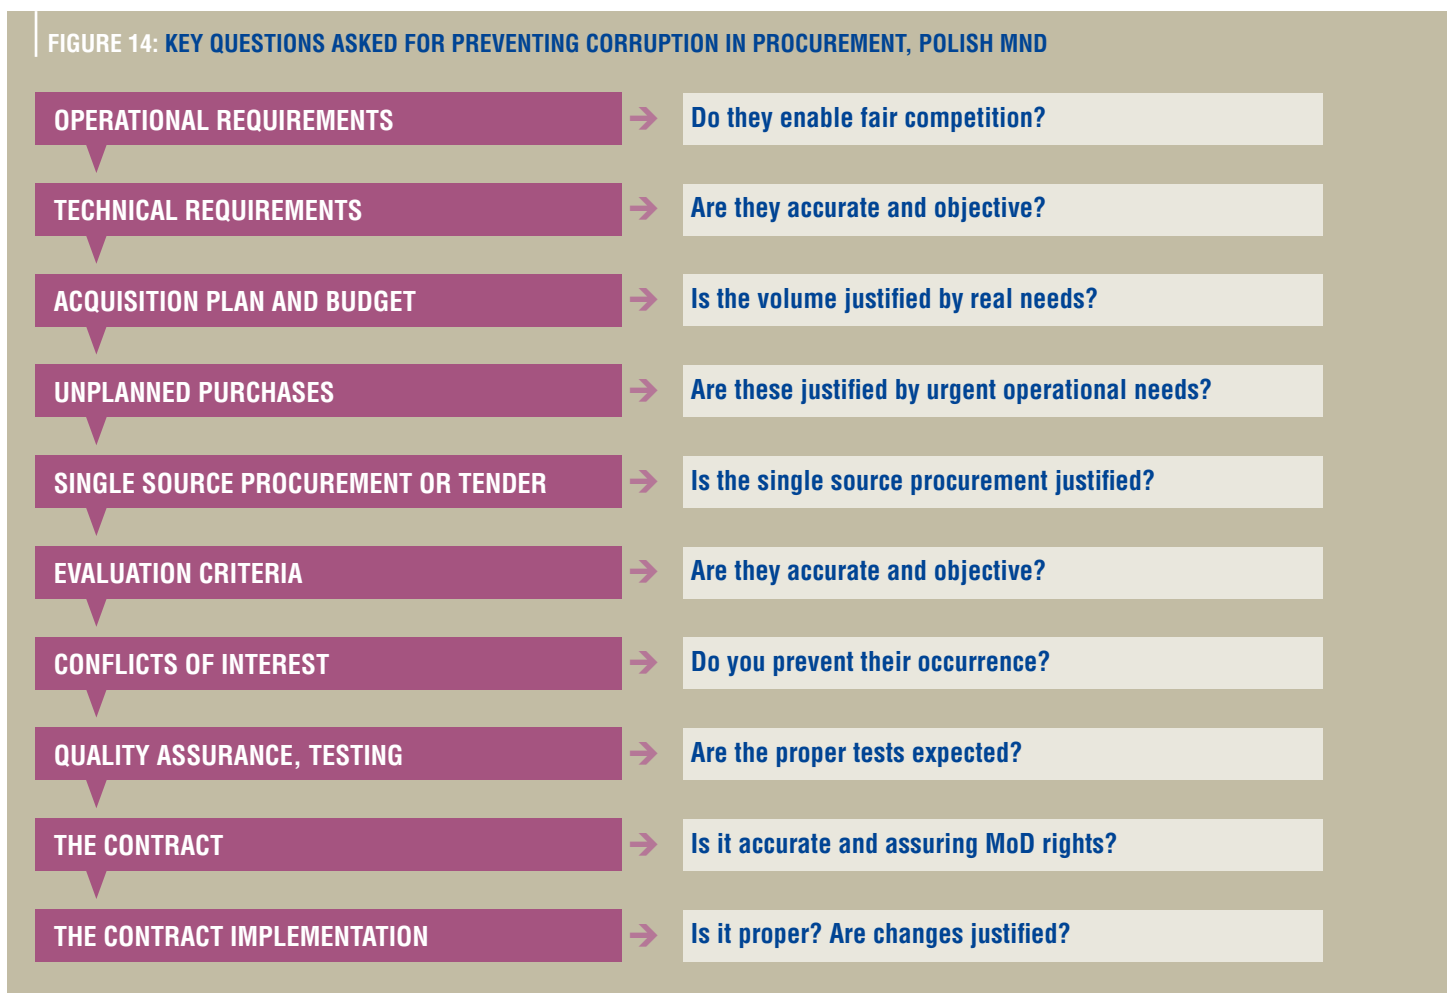 FIGURE 14: KEY QUESTIONS ASKED FOR PREVENTING CORRUPTION IN PROCUREMENT, POLISH MND
OPERATIONAL REQUIREMENTS → Do they enable fair competition?
TECHNICAL REQUIREMENTS → Are they accurate and objective?
ACQUISITION PLAN AND BUDGET → Is the volume justified by real needs?
UNPLANNED PURCHASES → Are these justified by urgent operational needs?
SINGLE SOURCE PROCUREMENT OR TENDER → Is the single source procurement justified?
EVALUATION CRITERIA → Are they accurate and objective?
CONFLICTS OF INTEREST → Do you prevent their occurrence?
QUALITY ASSURANCE, TESTING → Are the proper tests expected?
THE CONTRACT → Is it accurate and assuring MoD rights?
THE CONTRACT IMPLEMENTATION → Is it proper? Are changes justified?